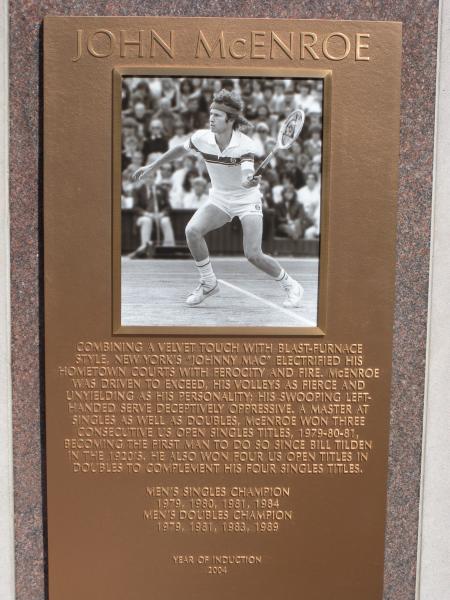 JOHN McENROE
COMBINING A VELVET TOUCH WITH BLAST-FURNACE
STYLE, NEW YORK'S "JOHNNY MAC" ELECTRIFIED HIS
HOMETOWN COURTS WITH FEROCITY AND FIRE. McENROE
WAS DRIVEN TO EXCEED, HIS VOLLEYS AS FIERCE AND
UNYIELDING AS HIS PERSONALITY; HIS SWOOPING LEFT-
HANDED SERVE DECEPTIVELY OPPRESSIVE. A MASTER AT
SINGLES AS WELL AS DOUBLES, McENROE WON THREE
CONSECUTIVE US OPEN SINGLES TITLES, 1979-80-81,
BECOMING THE FIRST MAN TO DO SO SINCE BILL TILDEN
IN THE 1920'S. HE ALSO WON FOUR US OPEN TITLES IN
DOUBLES TO COMPLEMENT HIS FOUR SINGLES TITLES.
MEN'S SINGLES CHAMPION
1979, 1980, 1981, 1984
MEN'S DOUBLES CHAMPION
1979, 1981, 1983, 1989
YEAR OF INDUCTION
2004